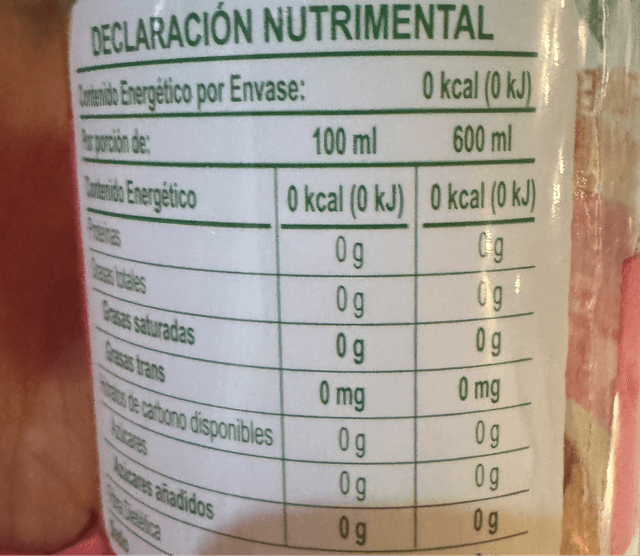 DECLARACIÓN NUTRIMENTAL
Contenido Energético por Envase: 0 kcal (0 kJ)
Por porción de: 100 ml 600 ml
Contenido Energético 0 kcal (0 kJ) 0 kcal (0 kJ)
Proteínas 0 g 0 g
Grasas totales 0 g 0 g
Grasas saturadas 0 g 0 g
Grasas trans 0 mg 0 mg
Hidratos de carbono disponibles 0 g 0 g
Azúcares 0 g 0 g
Azúcares añadidos 0 g 0 g
Fibra Dietética
Sodio